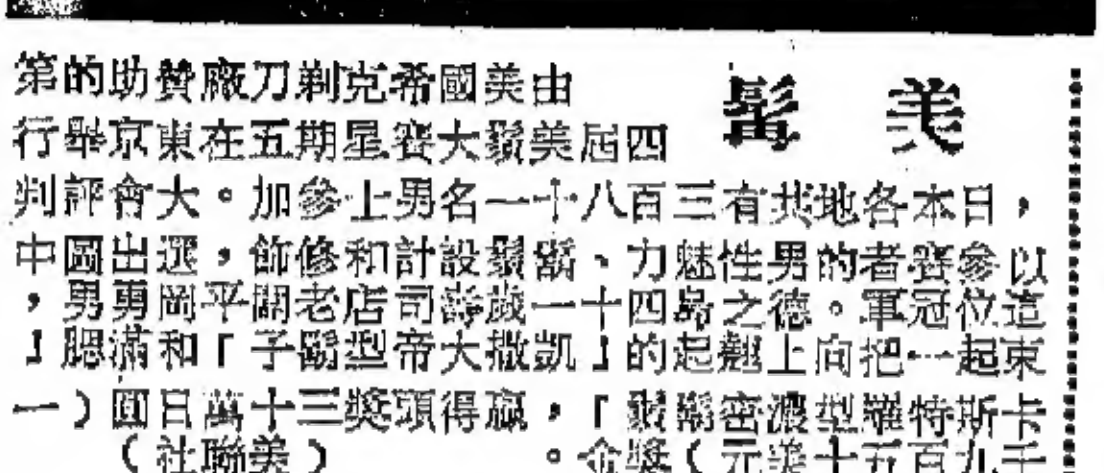 美髯
由美國希克剃刀廠贊助的第
四屆美鬚大賽星期五在東京舉行
，日本各地共有三百八十一名男士參加。大會評判
以參賽者的男性魅力、鬍鬚設計和修飾，選出圖中
這位冠軍。德之島四十一歲壽司店老闆平岡勇男，
東起一把向上翹起的「凱撒大帝型鬍子」和滿腮「
卡斯特羅型濃密鬍鬚」，贏得項獎三十萬日圓（一
千九百五十美元）獎金。（美聯社）